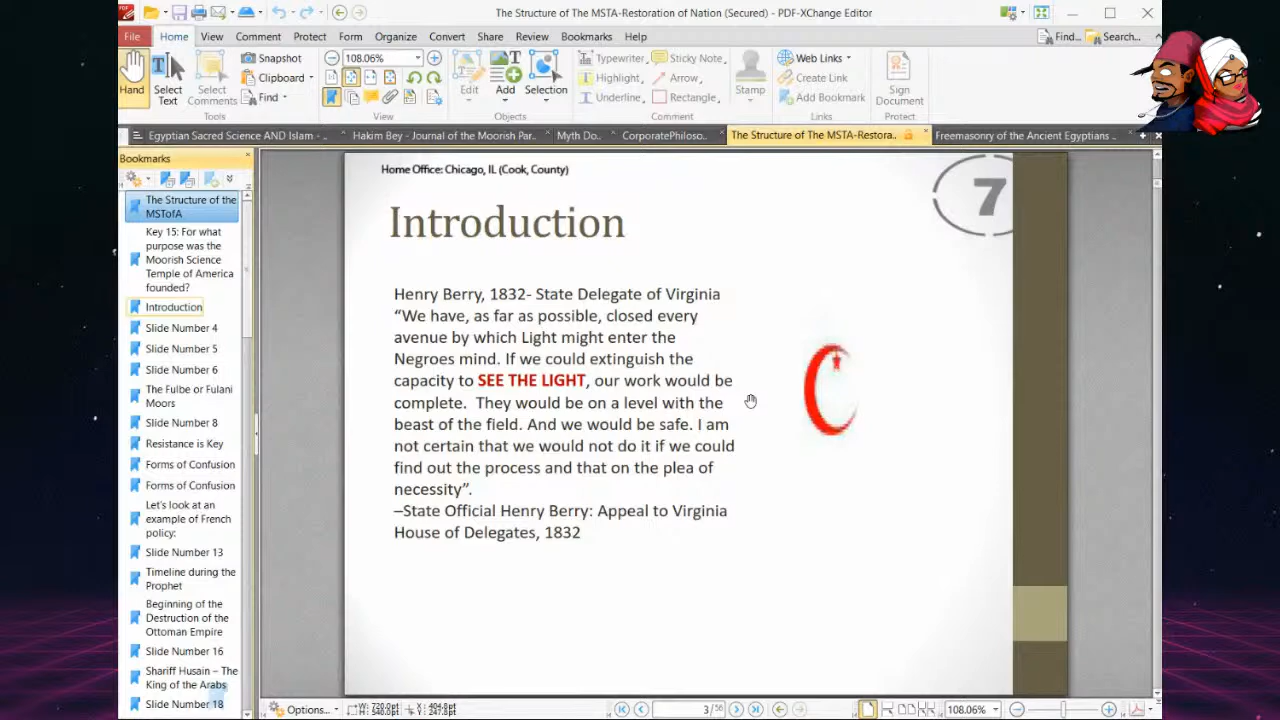 The Structure of The MSTA-Restoration of Nation (Secured) - PDF-XChange Editor
File Home View Comment Protect Form Organize Convert Share Review Bookmarks Help
Find... Search...
Hand
Select Text
Select Comments
Snapshot
Clipboard
Find
Tools
108.06%
View
Edit
Add
Selection
Objects
Typewriter
Sticky Note
Highlight
Arrow
Underline
Rectangle
Stamp
Comment
Web Links
Create Link
Add Bookmark
Links
Sign Document
Protect
Egyptian Sacred Science AND Islam - ..
Hakim Bey - Journal of the Moorish Par..
Myth Do..
CorporatePhiloso..
The Structure of The MSTA-Restora..
Freemasonry of the Ancient Egyptians ..
Bookmarks
The Structure of the
MSTofA
Key 15: For what
purpose was the
Moorish Science
Temple of America
founded?
Introduction
Slide Number 4
Slide Number 5
Slide Number 6
The Fulbe or Fulani
Moors
Slide Number 8
Resistance is Key
Forms of Confusion
Forms of Confusion
Let's look at an
example of French
policy:
Slide Number 13
Timeline during the
Prophet
Beginning of the
Destruction of the
Ottoman Empire
Slide Number 16
Shariff Husain – The
King of the Arabs
Slide Number 18
Home Office: Chicago, IL (Cook, County)
7
Introduction
Henry Berry, 1832- State Delegate of Virginia
“We have, as far as possible, closed every
avenue by which Light might enter the
Negroes mind. If we could extinguish the
capacity to SEE THE LIGHT, our work would be
complete. They would be on a level with the
beast of the field. And we would be safe. I am
not certain that we would not do it if we could
find out the process and that on the plea of
necessity”.
–State Official Henry Berry: Appeal to Virginia
House of Delegates, 1832
Options...
3
108.06%